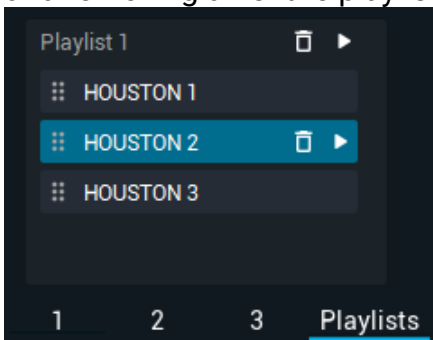 Playlist 1
HOUSTON 1
HOUSTON 2
HOUSTON 3
1 2 3 Playlists